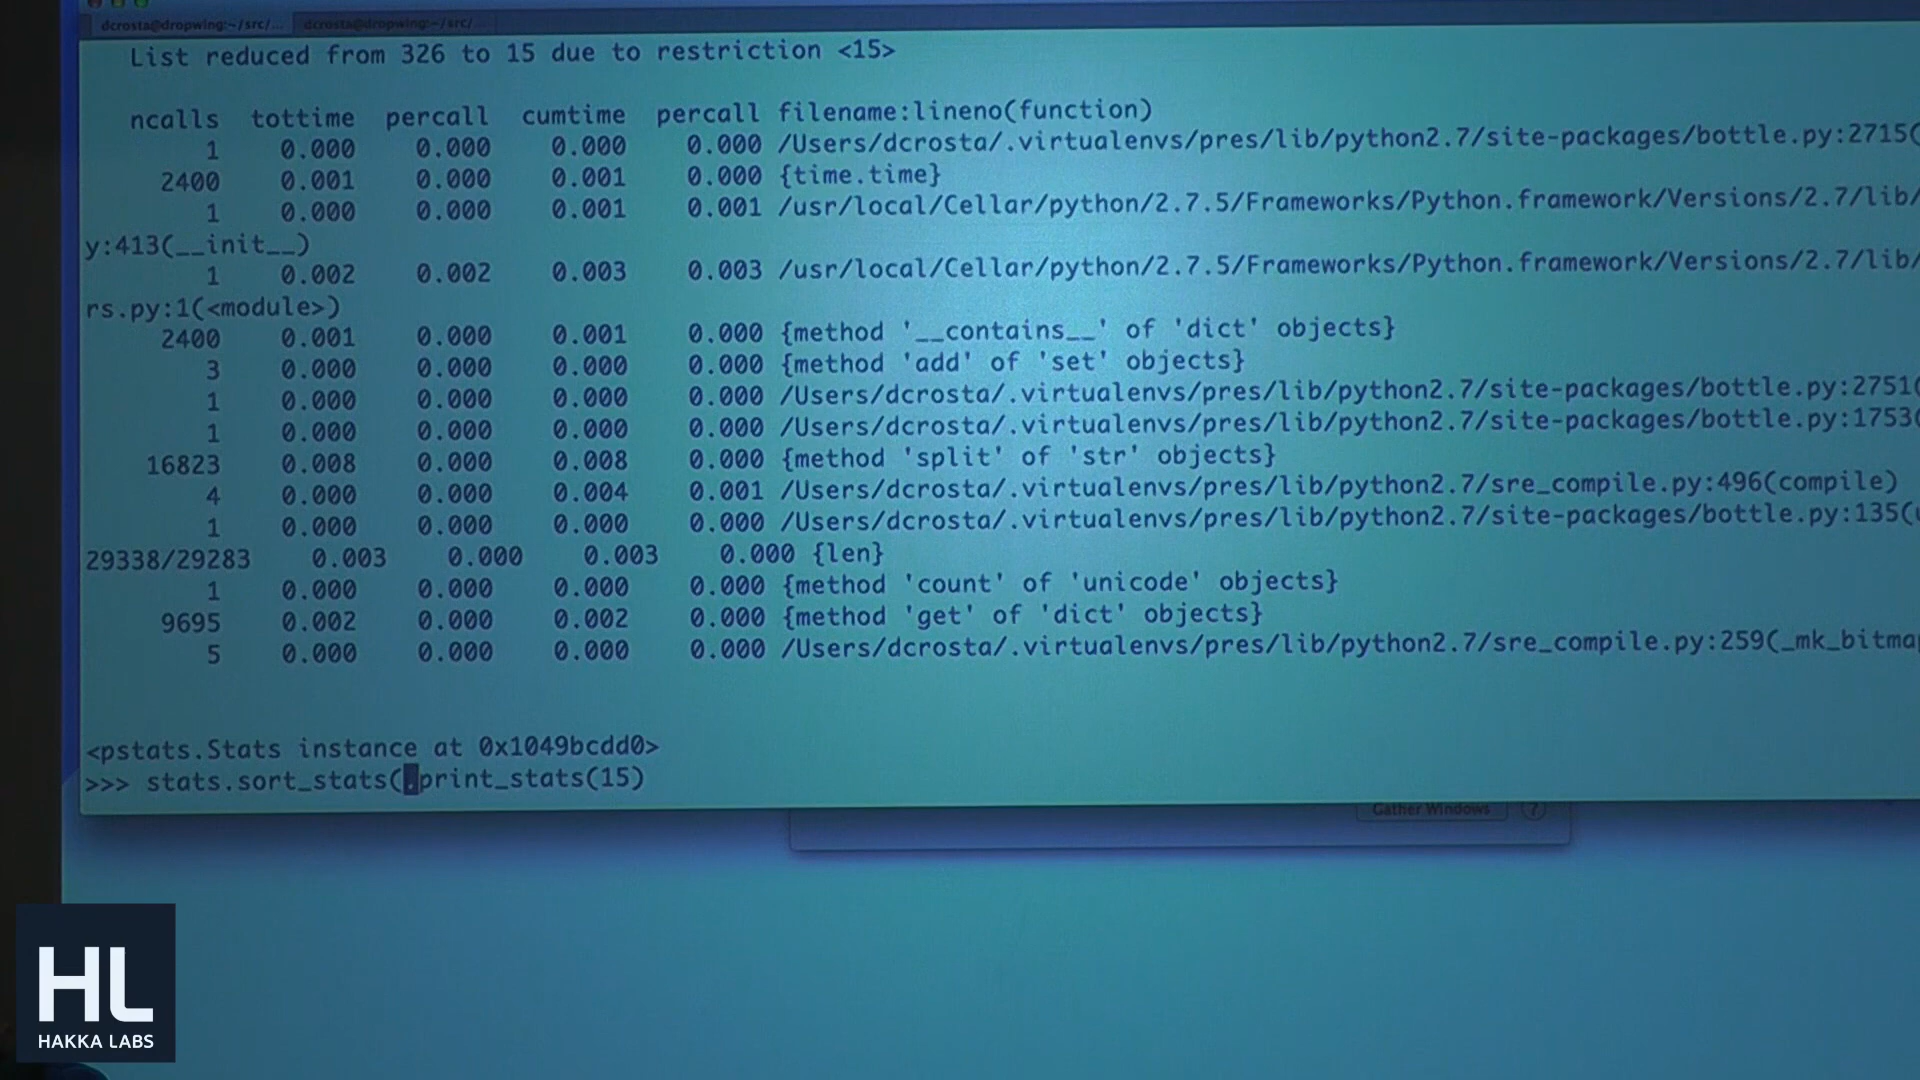 dcrosta@dropwing:~/src/... dcrosta@dropwing:~/src/...
List reduced from 326 to 15 due to restriction <15>
ncalls tottime percall cumtime percall filename:lineno(function)
1 0.000 0.000 0.000 0.000 /Users/dcrosta/.virtualenvs/pres/lib/python2.7/site-packages/bottle.py:2715(
2400 0.001 0.000 0.001 0.000 {time.time}
1 0.000 0.000 0.001 0.001 /usr/local/Cellar/python/2.7.5/Frameworks/Python.framework/Versions/2.7/lib/
y:413(__init__)
1 0.002 0.002 0.003 0.003 /usr/local/Cellar/python/2.7.5/Frameworks/Python.framework/Versions/2.7/lib/
rs.py:1(<module>)
2400 0.001 0.000 0.001 0.000 {method '__contains__' of 'dict' objects}
3 0.000 0.000 0.000 0.000 {method 'add' of 'set' objects}
1 0.000 0.000 0.000 0.000 /Users/dcrosta/.virtualenvs/pres/lib/python2.7/site-packages/bottle.py:2751(
1 0.000 0.000 0.000 0.000 /Users/dcrosta/.virtualenvs/pres/lib/python2.7/site-packages/bottle.py:1753(
16823 0.008 0.000 0.008 0.000 {method 'split' of 'str' objects}
4 0.000 0.000 0.004 0.001 /Users/dcrosta/.virtualenvs/pres/lib/python2.7/sre_compile.py:496(compile)
1 0.000 0.000 0.000 0.000 /Users/dcrosta/.virtualenvs/pres/lib/python2.7/site-packages/bottle.py:135(
29338/29283 0.003 0.000 0.003 0.000 {len}
1 0.000 0.000 0.000 0.000 {method 'count' of 'unicode' objects}
9695 0.002 0.000 0.002 0.000 {method 'get' of 'dict' objects}
5 0.000 0.000 0.000 0.000 /Users/dcrosta/.virtualenvs/pres/lib/python2.7/sre_compile.py:259(_mk_bitmap
<pstats.Stats instance at 0x1049bcdd0>
>>> stats.sort_stats(.print_stats(15)
Gather Windows ?
HL
HAKKA LABS